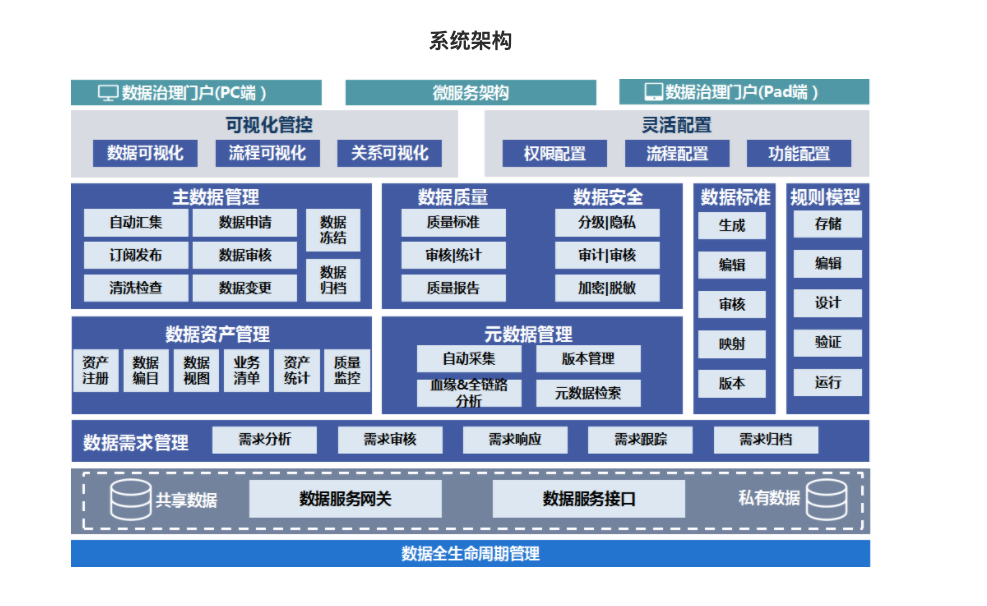 系统架构
数据治理门户(PC端 )
微服务架构
数据治理门户(Pad端 )
可视化管控
数据可视化
流程可视化
关系可视化
灵活配置
权限配置
流程配置
功能配置
主数据管理
自动汇集
数据申请
数据
冻结
订阅发布
数据审核
清洗检查
数据变更
数据
归档
数据质量
质量标准
审核|统计
质量报告
数据安全
分级|隐私
审计|审核
加密|脱敏
数据标准
生成
编辑
审核
映射
版本
规则模型
存储
编辑
设计
验证
运行
数据资产管理
资产
注册
数据
编目
数据
视图
业务
清单
资产
统计
质量
监控
元数据管理
自动采集
版本管理
血缘&全链路
分析
元数据检索
数据需求管理
需求分析
需求审核
需求响应
需求跟踪
需求归档
共享数据
数据服务网关
数据服务接口
私有数据
数据全生命周期管理